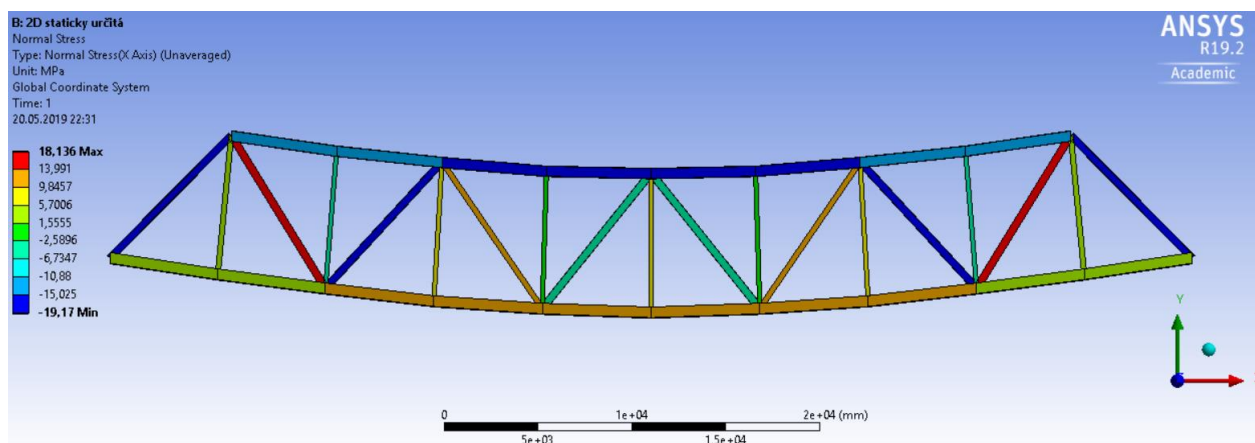 B: 2D staticky určitá
Normal Stress
Type: Normal Stress(X Axis) (Unaveraged)
Unit: MPa
Global Coordinate System
Time: 1
20.05.2019 22:31
ANSYS
R19.2
Academic
18,136 Max
13,991
9,8457
5,7006
1,5555
-2,5896
-6,7347
-10,88
-15,025
-19,17 Min
Y
0
1e+04
2e+04 (mm)
5e+03
1.5e+04